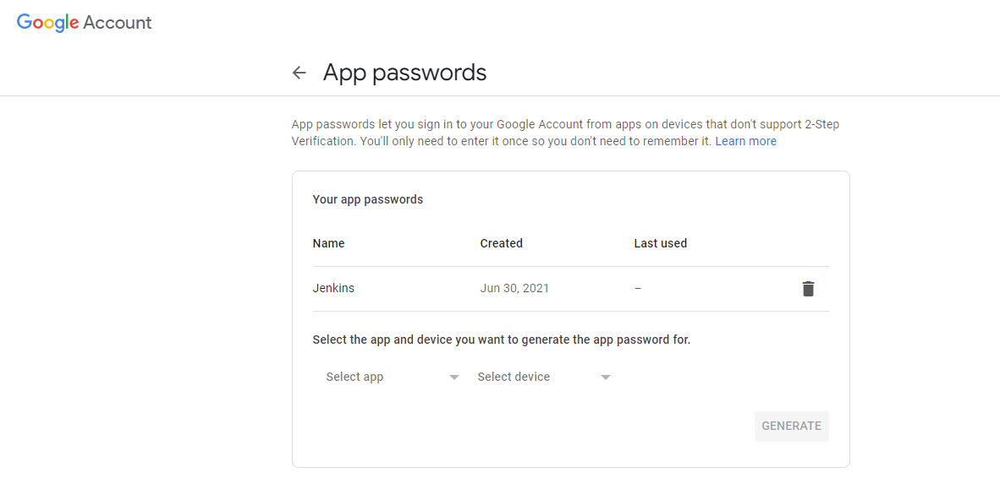 Google Account
App passwords
App passwords let you sign in to your Google Account from apps on devices that don't support 2-Step
Verification. You'll only need to enter it once so you don't need to remember it. Learn more
Your app passwords
Name Created Last used
Jenkins Jun 30, 2021 –
Select the app and device you want to generate the app password for.
Select app Select device
GENERATE